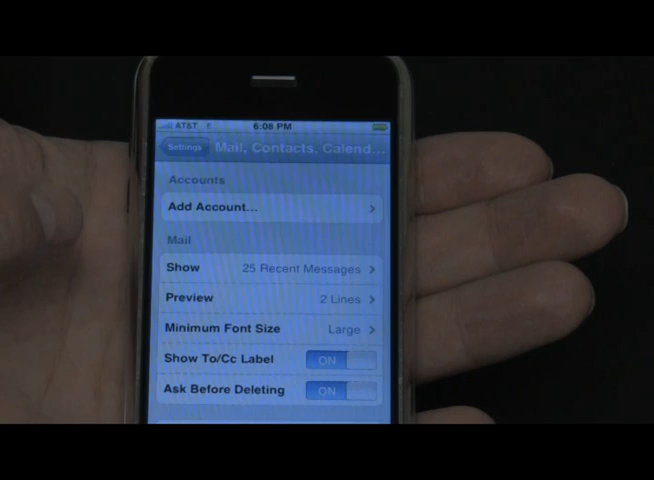 AT&T E 6:08 PM
Settings Mail, Contacts, Calend...
Accounts
Add Account...
Mail
Show 25 Recent Messages
Preview 2 Lines
Minimum Font Size Large
Show To/Cc Label ON
Ask Before Deleting ON